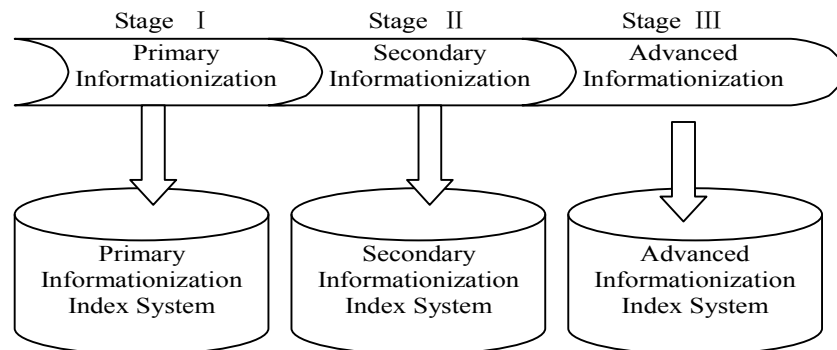 Stage Ⅰ
Stage Ⅱ
Stage Ⅲ
Primary
Informationization
Secondary
Informationization
Advanced
Informationization
Primary
Informationization
Index System
Secondary
Informationization
Index System
Advanced
Informationization
Index System